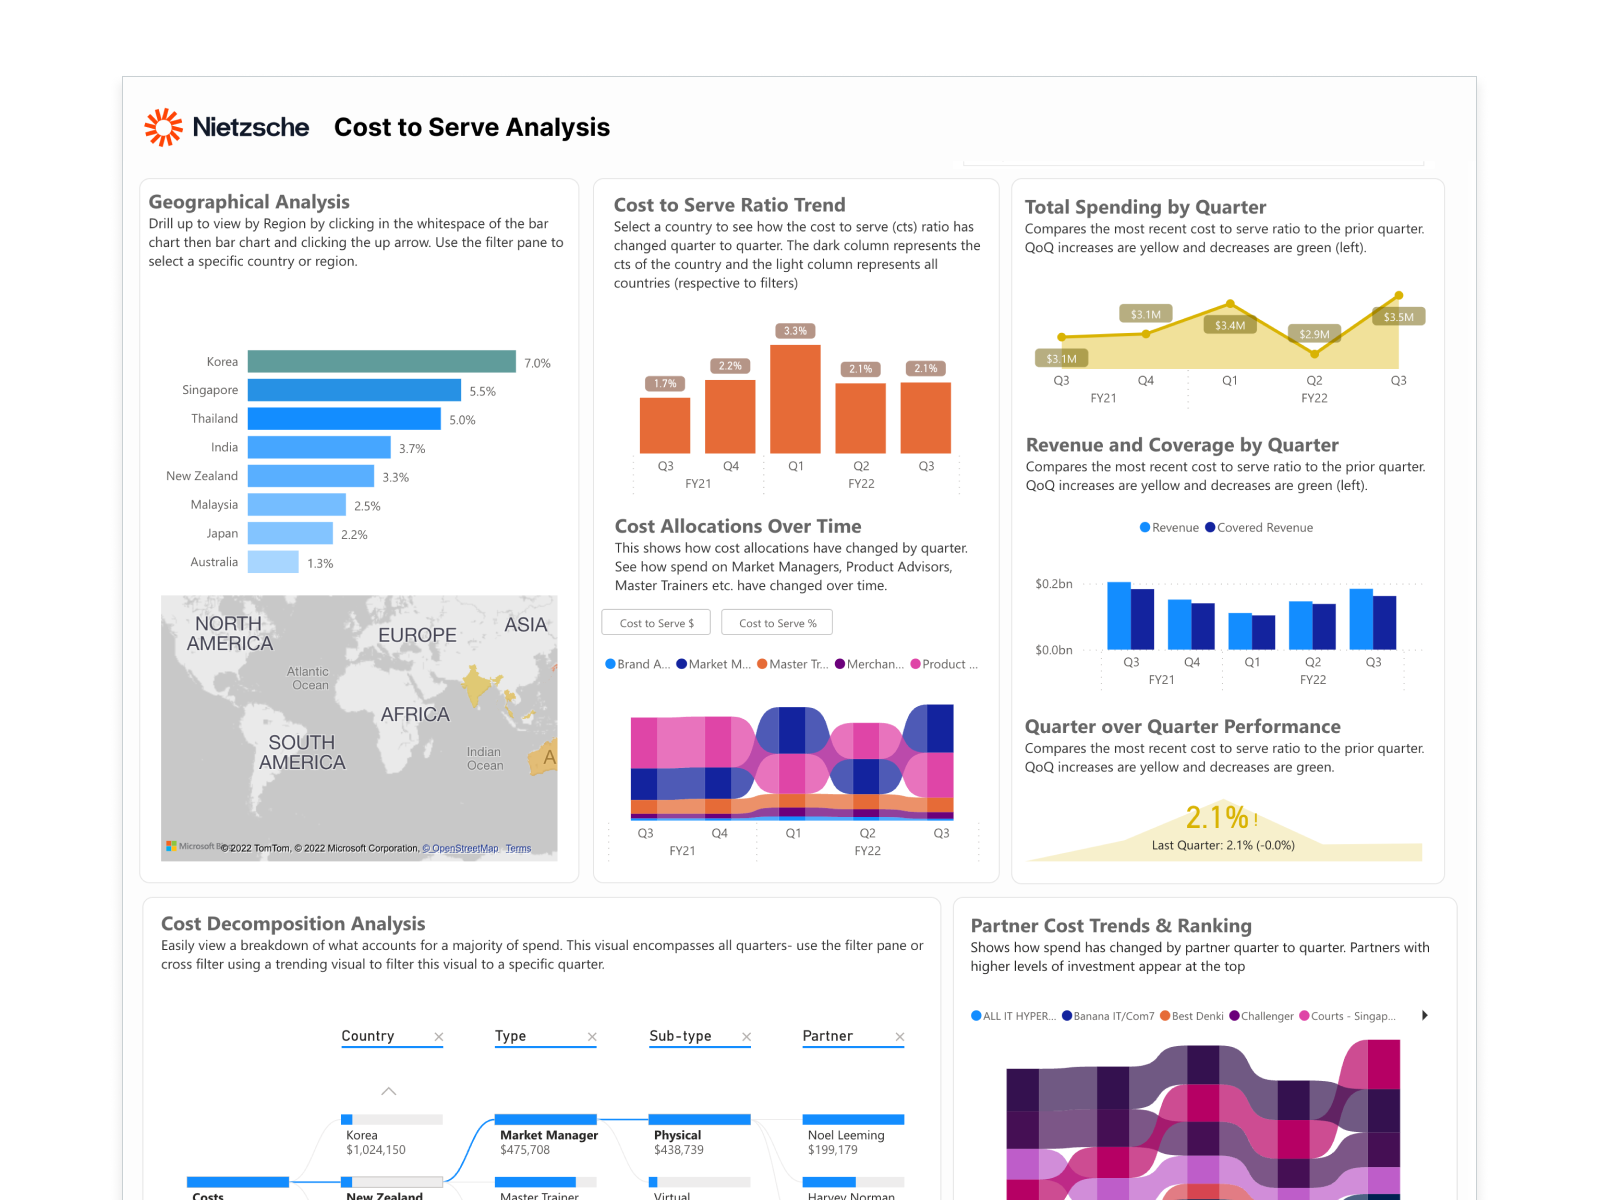 Nietzsche
Cost to Serve Analysis
Geographical Analysis
Drill up to view by Region by clicking in the whitespace of the bar
chart then bar chart and clicking the up arrow. Use the filter pane to
select a specific country or region.
Korea 7.0%
Singapore 5.5%
Thailand 5.0%
India 3.7%
New Zealand 3.3%
Malaysia 2.5%
Japan 2.2%
Australia 1.3%
NORTH
AMERICA
EUROPE
ASIA
Atlantic
Ocean
AFRICA
SOUTH
AMERICA
Indian
Ocean
A
Microsoft B
©2022 TomTom, © 2022 Microsoft Corporation, © OpenStreetMap Terms
Cost to Serve Ratio Trend
Select a country to see how the cost to serve (cts) ratio has
changed quarter to quarter. The dark column represents the
cts of the country and the light column represents all
countries (respective to filters)
1.7% 2.2% 3.3% 2.1% 2.1%
Q3 Q4 Q1 Q2 Q3
FY21 FY22
Cost Allocations Over Time
This shows how cost allocations have changed by quarter.
See how spend on Market Managers, Product Advisors,
Master Trainers etc. have changed over time.
Cost to Serve $ Cost to Serve %
Brand A... Market M... Master Tr... Merchan... Product ...
Q3 Q4 Q1 Q2 Q3
FY21 FY22
Total Spending by Quarter
Compares the most recent cost to serve ratio to the prior quarter.
QoQ increases are yellow and decreases are green (left).
$3.1M $3.1M $3.4M $2.9M $3.5M
Q3 Q4 Q1 Q2 Q3
FY21 FY22
Revenue and Coverage by Quarter
Compares the most recent cost to serve ratio to the prior quarter.
QoQ increases are yellow and decreases are green (left).
Revenue Covered Revenue
$0.2bn
$0.0bn
Q3 Q4 Q1 Q2 Q3
FY21 FY22
Quarter over Quarter Performance
Compares the most recent cost to serve ratio to the prior quarter.
QoQ increases are yellow and decreases are green.
2.1% !
Last Quarter: 2.1% (-0.0%)
Cost Decomposition Analysis
Easily view a breakdown of what accounts for a majority of spend. This visual encompasses all quarters- use the filter pane or
cross filter using a trending visual to filter this visual to a specific quarter.
Country Type Sub-type Partner
Korea Market Manager Physical Noel Leeming
$1,024,150 $475,708 $438,739 $199,179
Costs New Zealand Master Trainer Virtual Harvey Norman
Partner Cost Trends & Ranking
Shows how spend has changed by partner quarter to quarter. Partners with
higher levels of investment appear at the top
ALL IT HYPER... Banana IT/Com7 Best Denki Challenger Courts - Singap...